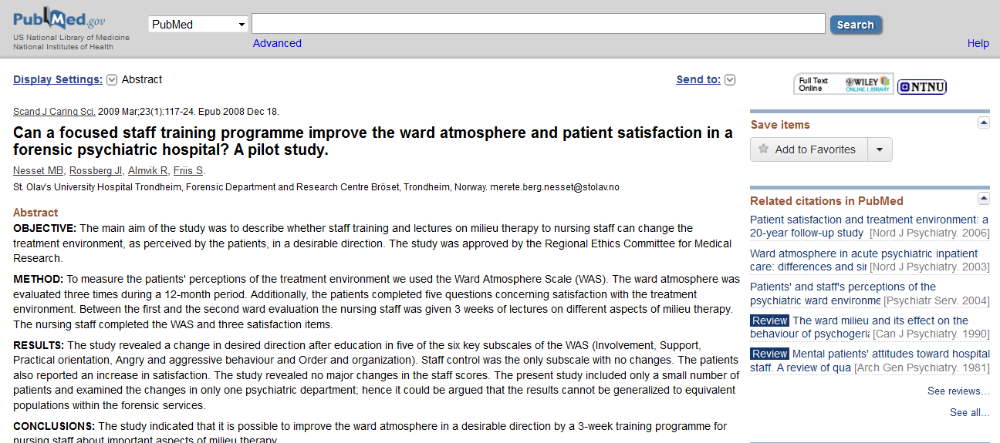 PubMed.gov
US National Library of Medicine
National Institutes of Health
PubMed
Search
Advanced
Help
Display Settings: Abstract
Send to:
Full Text Online
WILEY ONLINE LIBRARY
NTNU
Scand J Caring Sci. 2009 Mar;23(1):117-24. Epub 2008 Dec 18.
Can a focused staff training programme improve the ward atmosphere and patient satisfaction in a
forensic psychiatric hospital? A pilot study.
Nesset MB, Rossberg JI, Almvik R, Friis S.
St. Olav's University Hospital Trondheim, Forensic Department and Research Centre Bröset, Trondheim, Norway. merete.berg.nesset@stolav.no
Abstract
OBJECTIVE: The main aim of the study was to describe whether staff training and lectures on milieu therapy to nursing staff can change the
treatment environment, as perceived by the patients, in a desirable direction. The study was approved by the Regional Ethics Committee for Medical
Research.
METHOD: To measure the patients' perceptions of the treatment environment we used the Ward Atmosphere Scale (WAS). The ward atmosphere was
evaluated three times during a 12-month period. Additionally, the patients completed five questions concerning satisfaction with the treatment
environment. Between the first and the second ward evaluation the nursing staff was given 3 weeks of lectures on different aspects of milieu therapy.
The nursing staff completed the WAS and three satisfaction items.
RESULTS: The study revealed a change in desired direction after education in five of the six key subscales of the WAS (Involvement, Support,
Practical orientation, Angry and aggressive behaviour and Order and organization). Staff control was the only subscale with no changes. The patients
also reported an increase in satisfaction. The study revealed no major changes in the staff scores. The present study included only a small number of
patients and examined the changes in only one psychiatric department; hence it could be argued that the results cannot be generalized to equivalent
populations within the forensic services.
CONCLUSIONS: The study indicated that it is possible to improve the ward atmosphere in a desirable direction by a 3-week training programme for
nursing staff about important aspects of milieu therapy.
Save items
Add to Favorites
Related citations in PubMed
Patient satisfaction and treatment environment: a
20-year follow-up study [Nord J Psychiatry. 2006]
Ward atmosphere in acute psychiatric inpatient
care: differences and sir [Nord J Psychiatry. 2003]
Patients' and staff's perceptions of the
psychiatric ward environme [Psychiatr Serv. 2004]
Review The ward milieu and its effect on the
behaviour of psychogeria [Can J Psychiatry. 1990]
Review Mental patients' attitudes toward hospital
staff. A review of qua [Arch Gen Psychiatry. 1981]
See reviews...
See all...